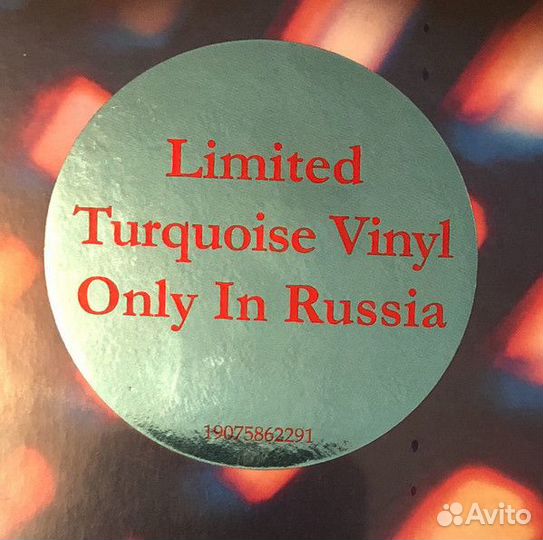 Limited
Turquoise Vinyl
Only In Russia
19075862291
Avito